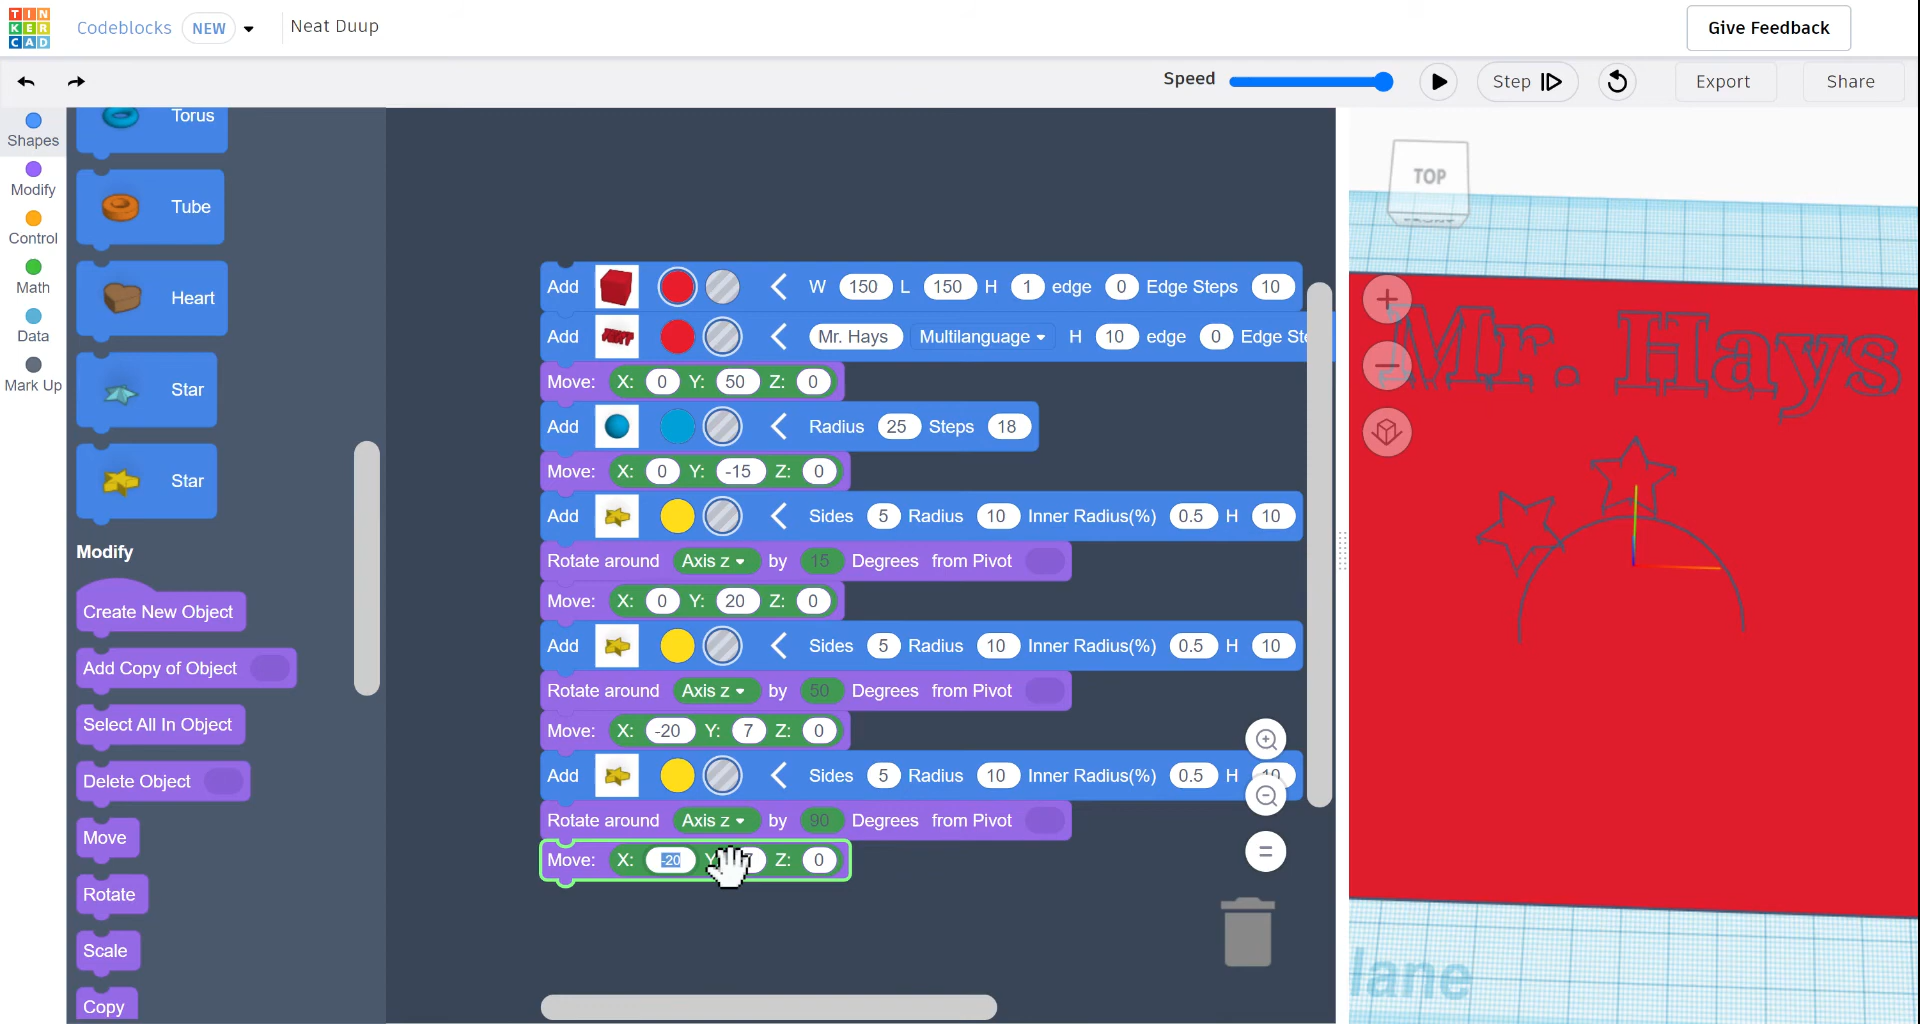 TIN
KER
CAD
Codeblocks NEW Neat Duup
Give Feedback
Speed Step Export Share
Shapes
Modify
Control
Math
Data
Mark Up
Torus
Tube
Heart
Star
Star
Modify
Create New Object
Add Copy of Object
Select All In Object
Delete Object
Move
Rotate
Scale
Copy
Add W 150 L 150 H 1 edge 0 Edge Steps 10
Add Mr. Hays Multilanguage H 10 edge 0 Edge Ste
Move: X: 0 Y: 50 Z: 0
Add Radius 25 Steps 18
Move: X: 0 Y: -15 Z: 0
Add Sides 5 Radius 10 Inner Radius(%) 0.5 H 10
Rotate around Axis z by 15 Degrees from Pivot
Move: X: 0 Y: 20 Z: 0
Add Sides 5 Radius 10 Inner Radius(%) 0.5 H 10
Rotate around Axis z by 50 Degrees from Pivot
Move: X: -20 Y: 7 Z: 0
Add Sides 5 Radius 10 Inner Radius(%) 0.5 H 10
Rotate around Axis z by 90 Degrees from Pivot
Move: X: -20 Y: 7 Z: 0
TOP
Mr. Hays
lane